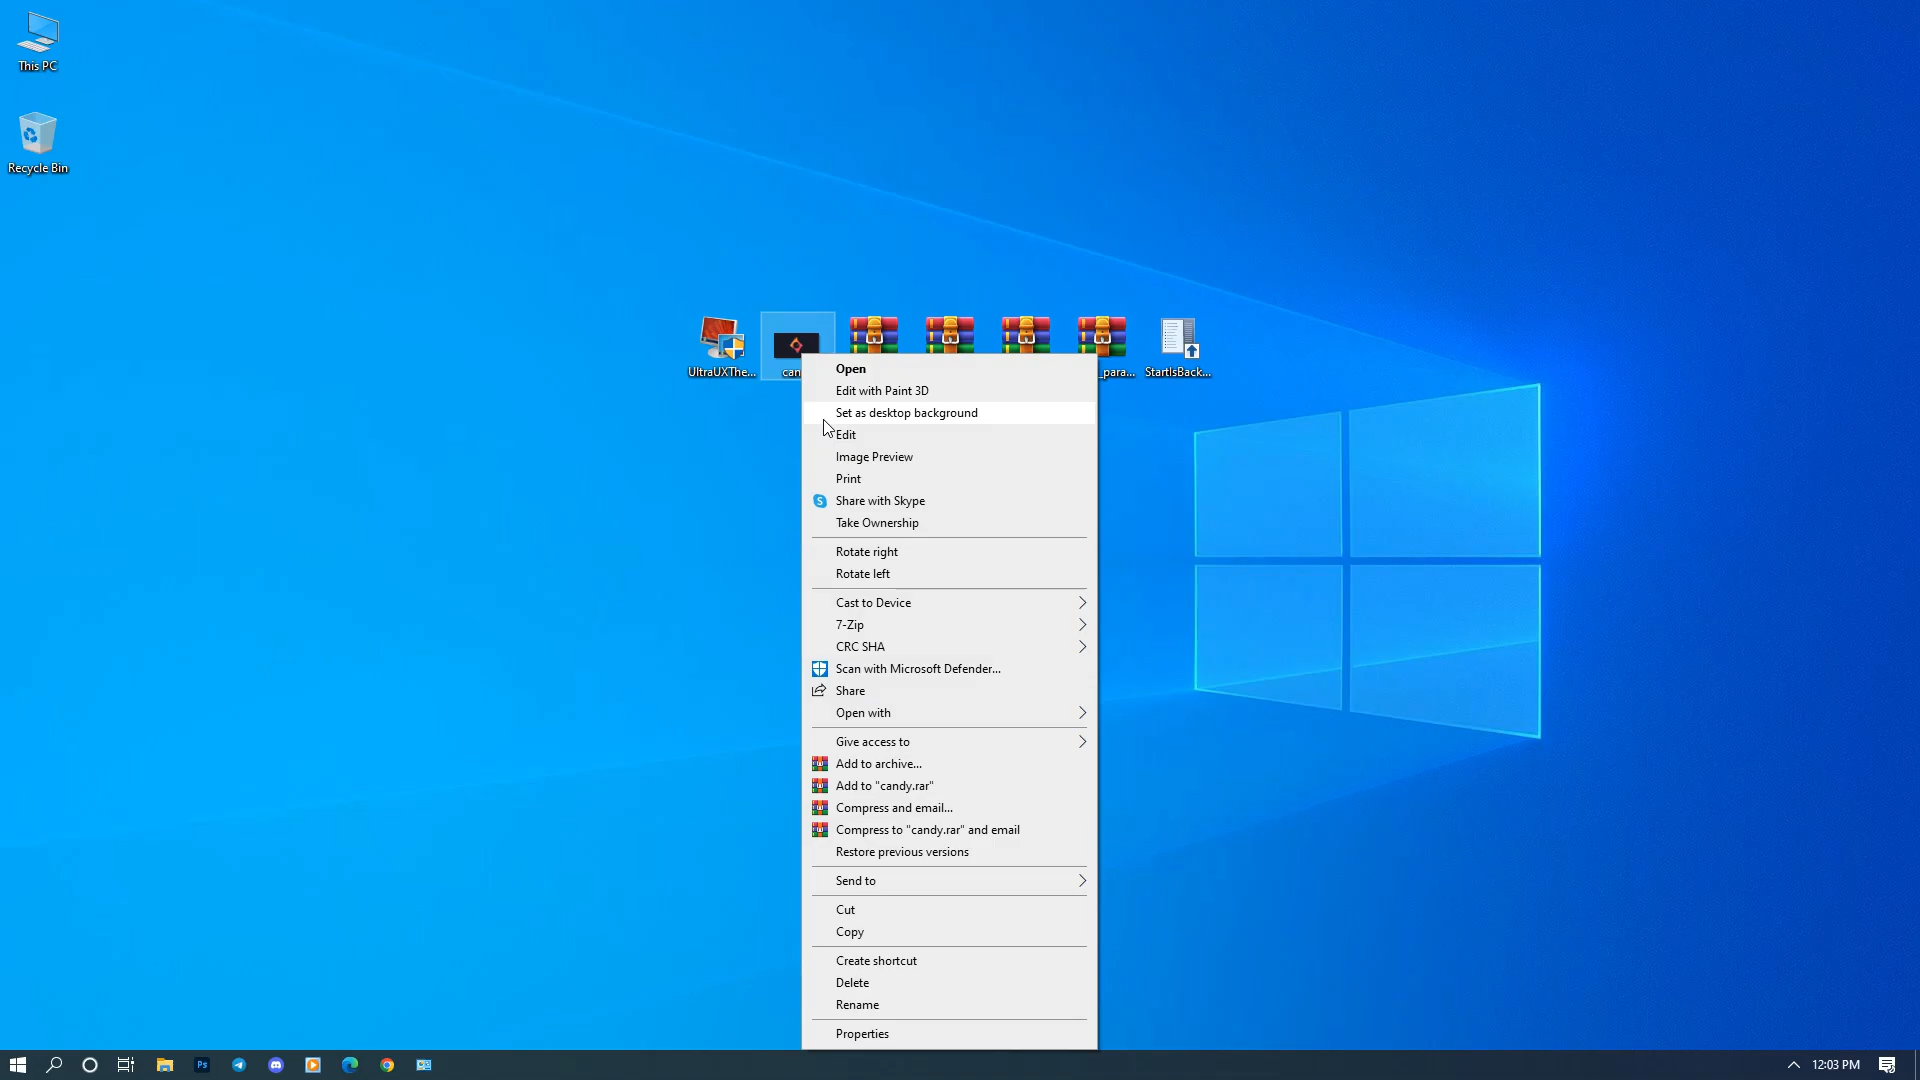 This PC
Recycle Bin
UltraUXThe...
can
_para...
StartIsBack...
Open
Edit with Paint 3D
Set as desktop background
Edit
Image Preview
Print
Share with Skype
Take Ownership
Rotate right
Rotate left
Cast to Device
7-Zip
CRC SHA
Scan with Microsoft Defender...
Share
Open with
Give access to
Add to archive...
Add to "candy.rar"
Compress and email...
Compress to "candy.rar" and email
Restore previous versions
Send to
Cut
Copy
Create shortcut
Delete
Rename
Properties
Ps
12:03 PM